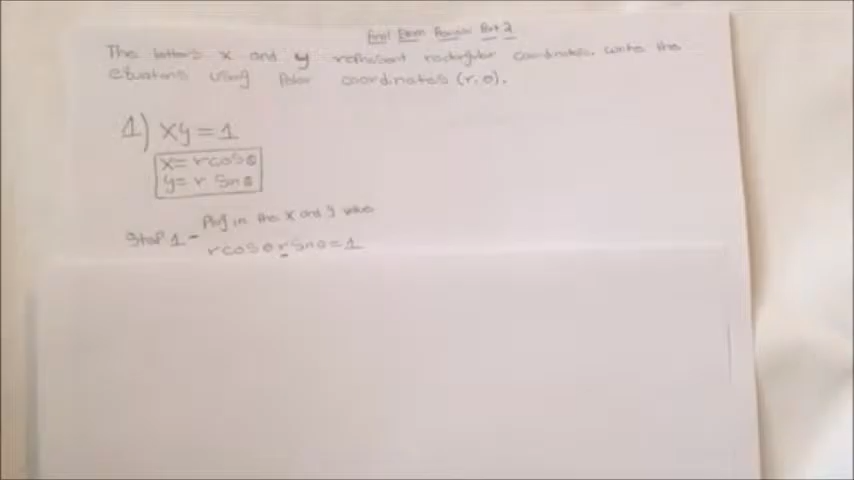 Final Exam Review Part 2
The letters x and y represent rectangular coordinates. write the
equations using Polar coordinates (r, θ).
1) xy = 1
x = r cos θ
y = r sin θ
Plug in the x and y value
Step 1 -
r cos θ r sin θ = 1